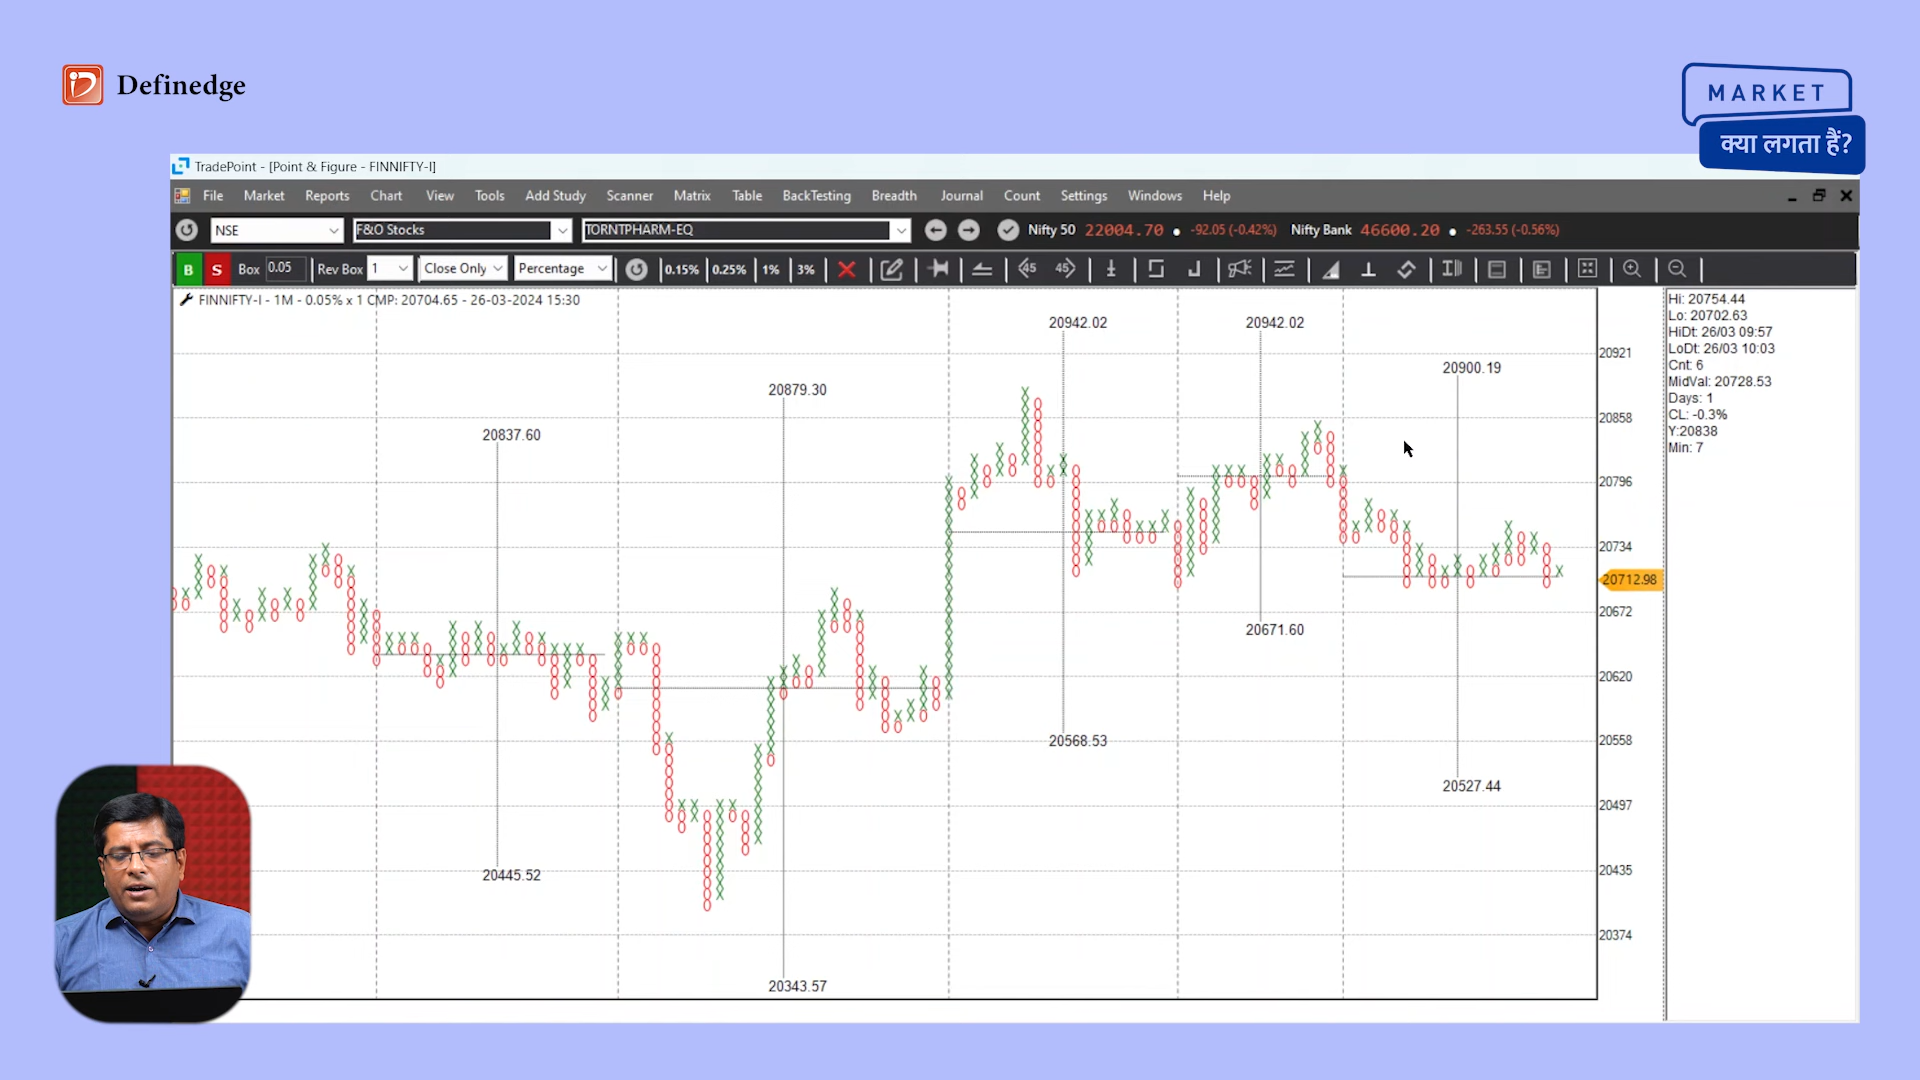 Definedge
MARKET
क्या लगता हैं?
TradePoint - [Point & Figure - FINNIFTY-I]
File Market Reports Chart View Tools Add Study Scanner Matrix Table BackTesting Breadth Journal Count Settings Windows Help
NSE F&O Stocks TORNTPHARM-EQ Nifty 50 22004.70 ● -92.05 (-0.42%) Nifty Bank 46600.20 ● -263.55 (-0.56%)
B S Box 0.05 Rev Box 1 Close Only Percentage 0.15% 0.25% 1% 3% 45 45
FINNIFTY-I - 1M - 0.05% x 1 CMP: 20704.65 - 26-03-2024 15:30
Hi: 20754.44
Lo: 20702.63
HiDt: 26/03 09:57
LoDt: 26/03 10:03
Cnt: 6
MidVal: 20728.53
Days: 1
CL: -0.3%
Y:20838
Min: 7
20942.02 20942.02
20921
20900.19
20879.30
20858
20837.60
20796
20734
20712.98
20672
20671.60
20620
20568.53
20558
20527.44
20497
20445.52
20435
20374
20343.57